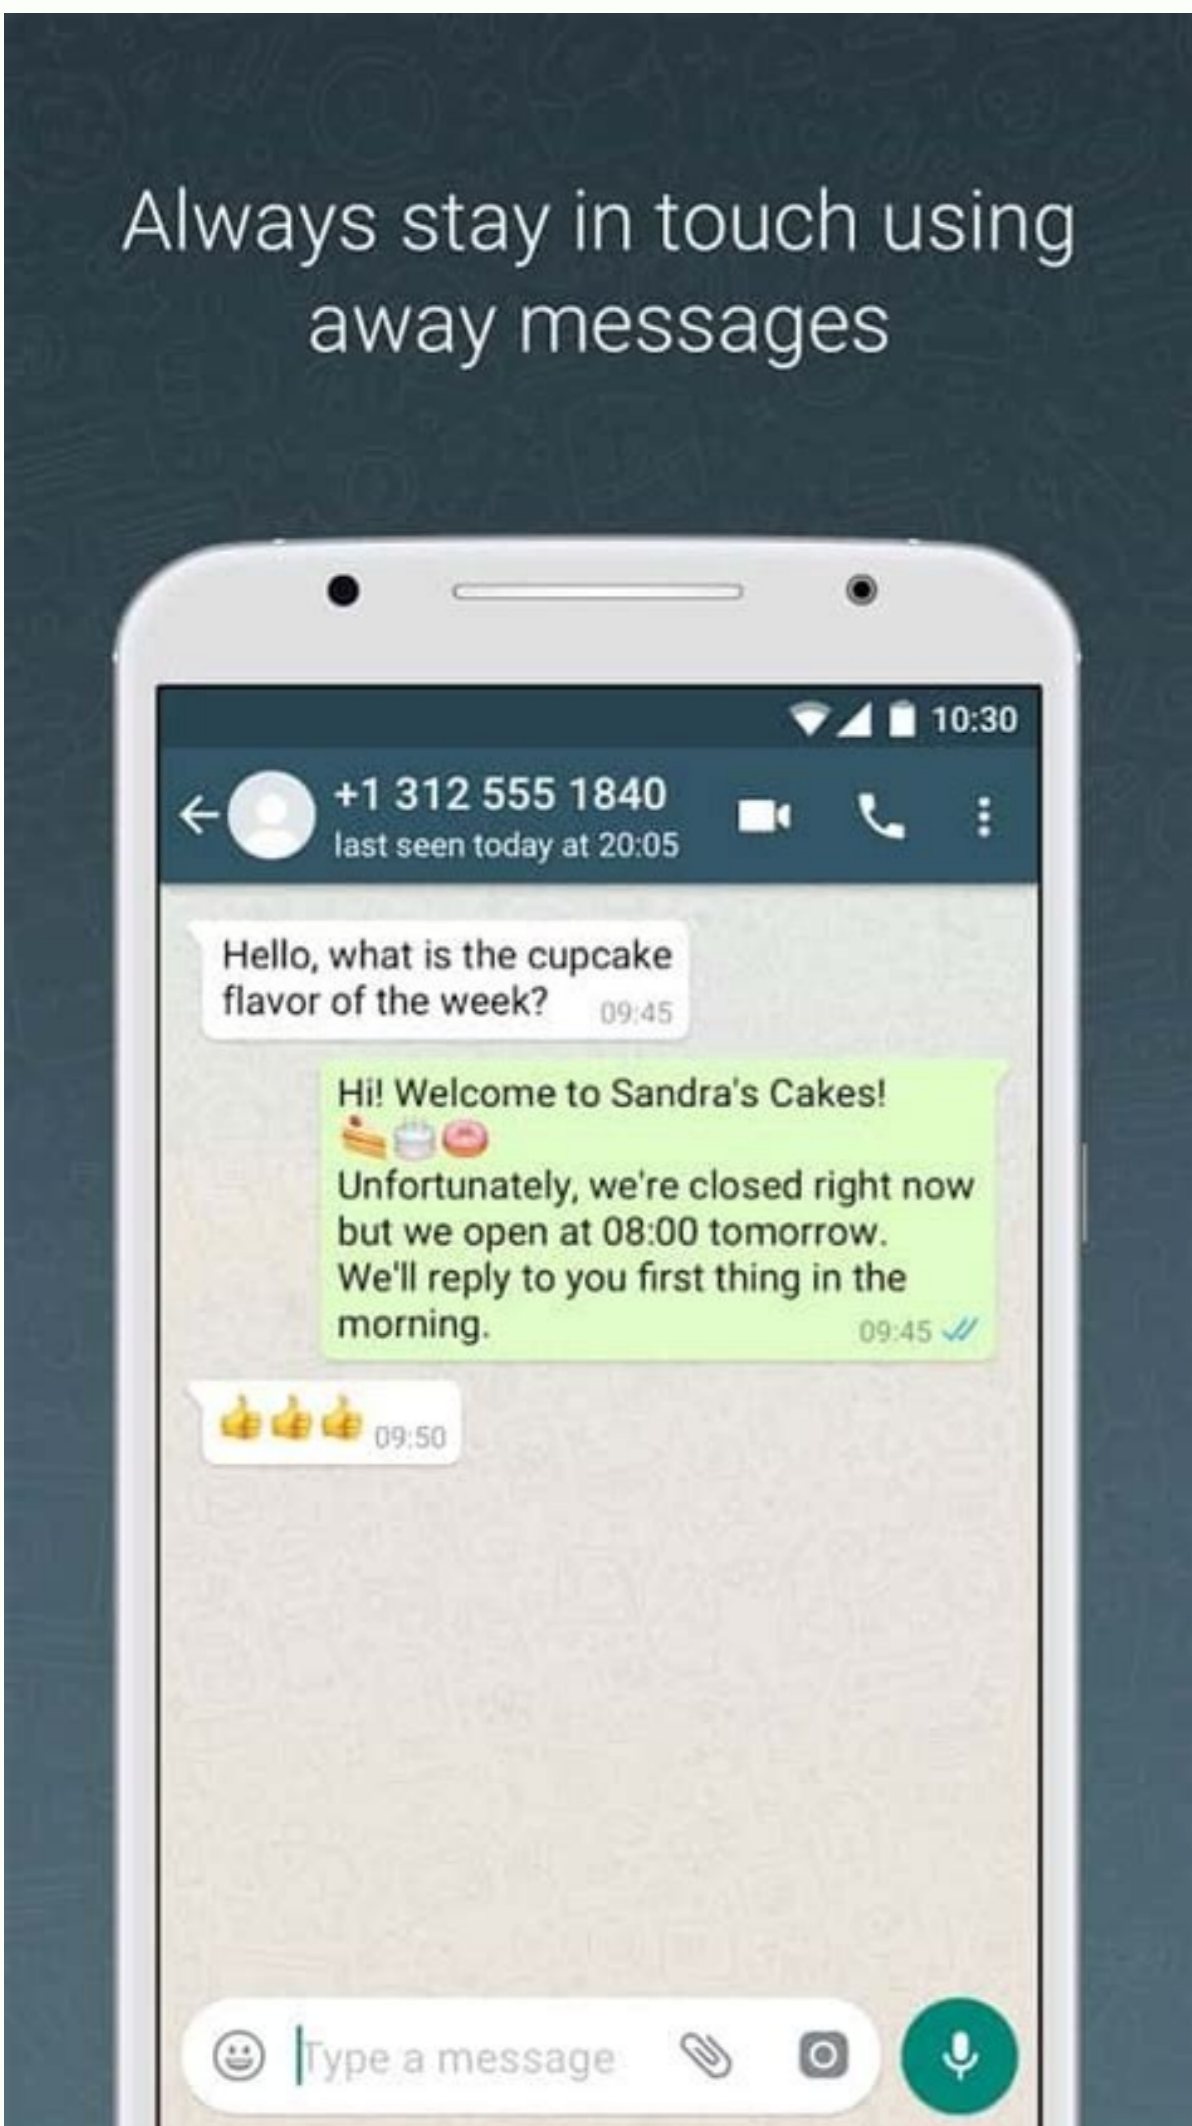 Always stay in touch using
away messages
10:30
+1 312 555 1840
last seen today at 20:05
Hello, what is the cupcake
flavor of the week?
09:45
Hi! Welcome to Sandra's Cakes!
🍰🎂🍩
Unfortunately, we're closed right now
but we open at 08:00 tomorrow.
We'll reply to you first thing in the
morning.
09:45
👍👍👍 09:50
Type a message